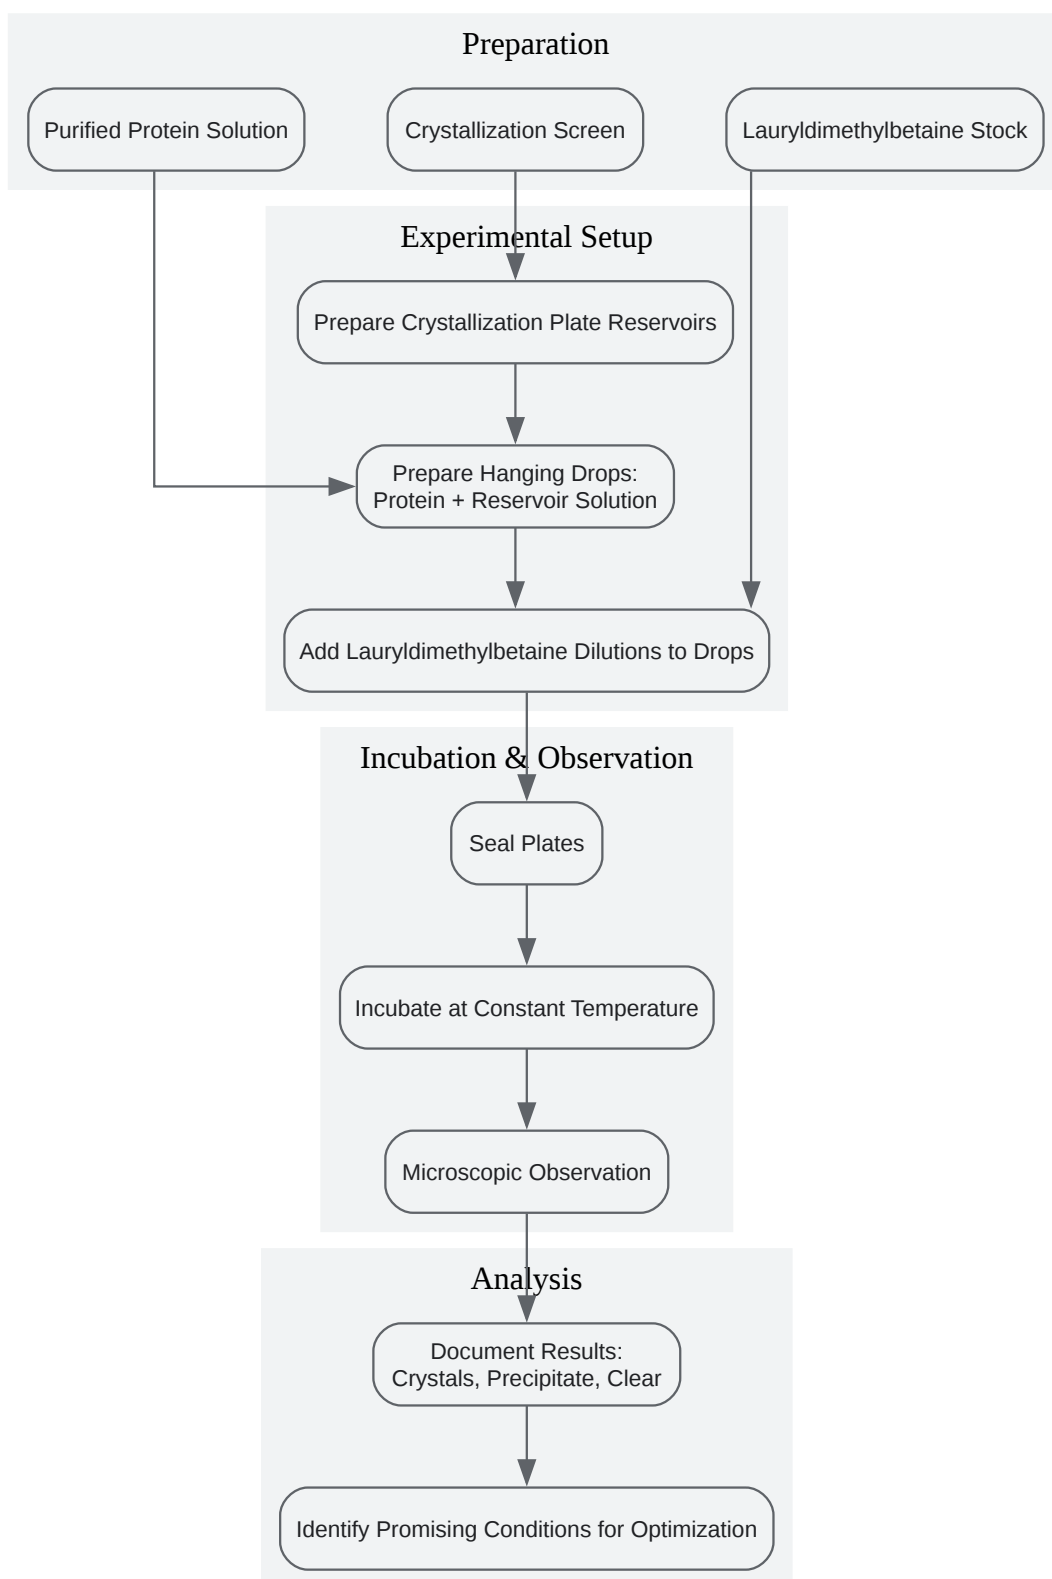 Preparation
Purified Protein Solution
Crystallization Screen
Lauryldimethylbetaine Stock
Experimental Setup
Prepare Crystallization Plate Reservoirs
Prepare Hanging Drops:
Protein + Reservoir Solution
Add Lauryldimethylbetaine Dilutions to Drops
Incubation & Observation
Seal Plates
Incubate at Constant Temperature
Microscopic Observation
Analysis
Document Results:
Crystals, Precipitate, Clear
Identify Promising Conditions for Optimization